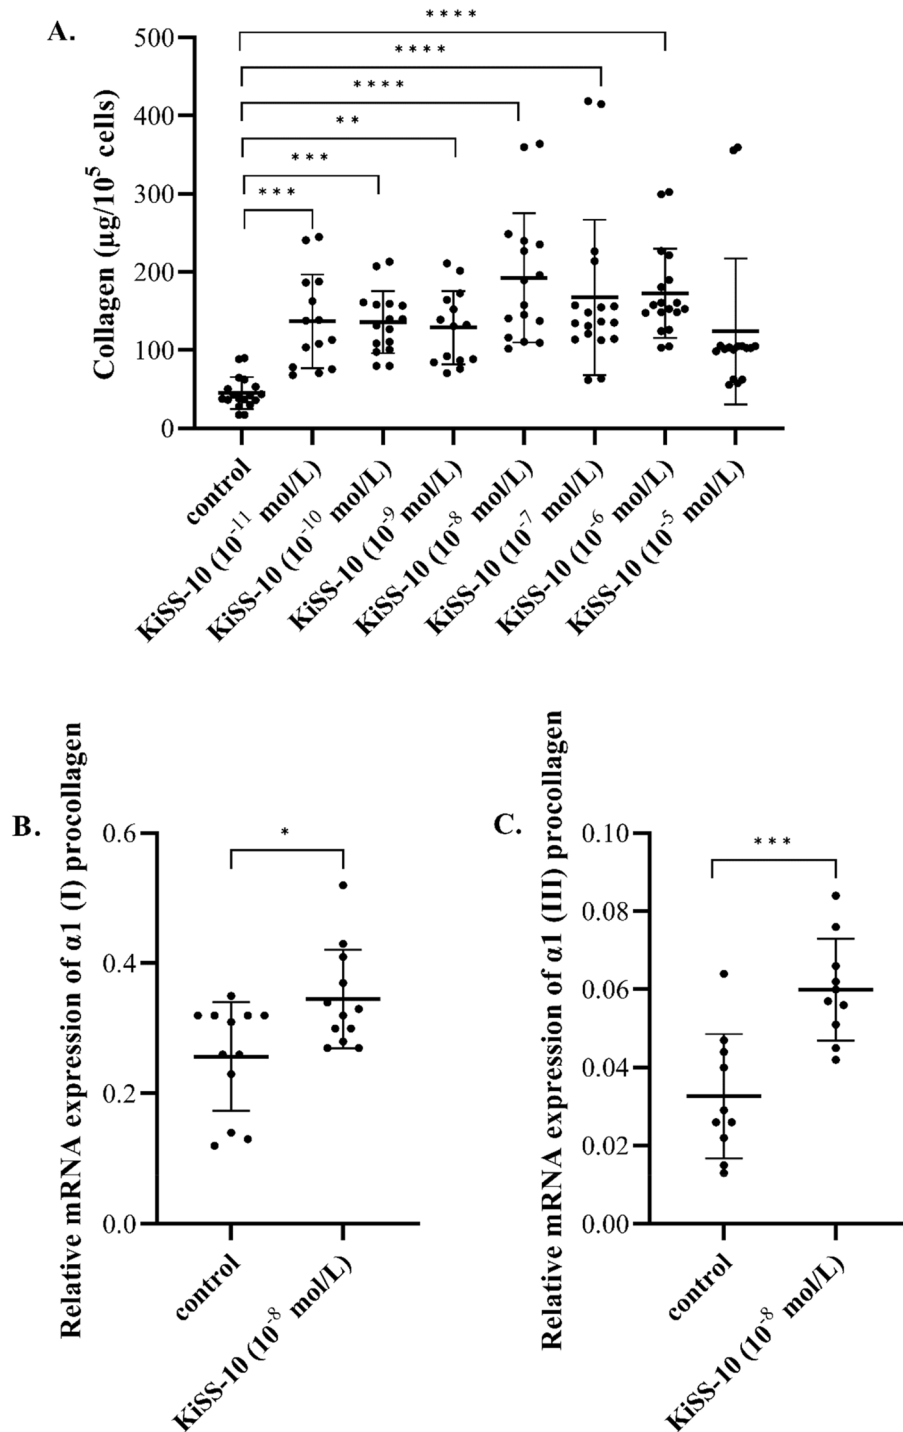 A.
Collagen (µg/10⁵ cells)
500
400
300
200
100
0
****
****
****
**
***
***
control
KiSS-10 (10⁻¹¹ mol/L)
KiSS-10 (10⁻¹⁰ mol/L)
KiSS-10 (10⁻⁹ mol/L)
KiSS-10 (10⁻⁸ mol/L)
KiSS-10 (10⁻⁷ mol/L)
KiSS-10 (10⁻⁶ mol/L)
KiSS-10 (10⁻⁵ mol/L)
B.
Relative mRNA expression of α1 (I) procollagen
0.6
0.4
0.2
0.0
*
control
KiSS-10 (10⁻⁸ mol/L)
C.
Relative mRNA expression of α1 (III) procollagen
0.10
0.08
0.06
0.04
0.02
0.00
***
control
KiSS-10 (10⁻⁸ mol/L)